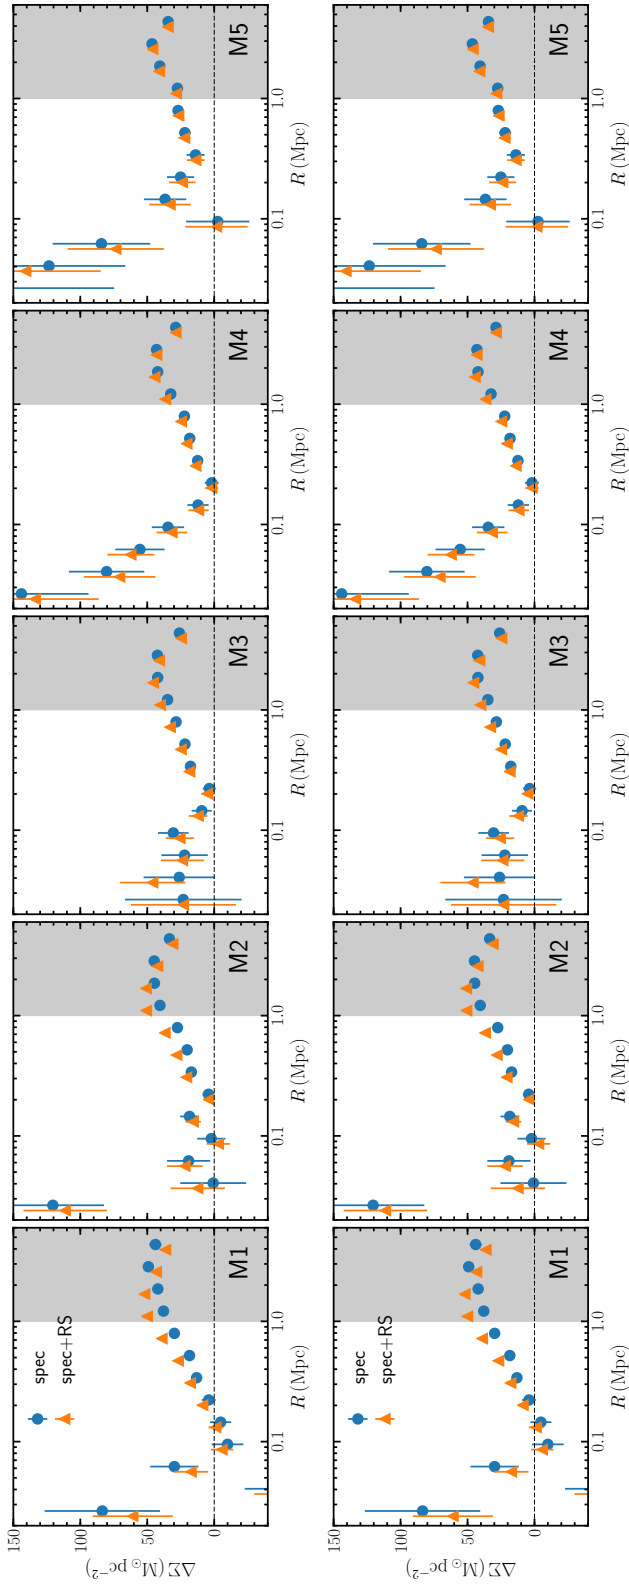 ΔΣ (M⊙ pc⁻²)
150
100
50
0
spec
spec+RS
M1
M2
M3
M4
M5
0.1 1.0
0.1 1.0
0.1 1.0
0.1 1.0
0.1 1.0
R (Mpc)
R (Mpc)
R (Mpc)
R (Mpc)
R (Mpc)
ΔΣ (M⊙ pc⁻²)
150
100
50
0
spec
spec+RS
M1
M2
M3
M4
M5
0.1 1.0
0.1 1.0
0.1 1.0
0.1 1.0
0.1 1.0
R (Mpc)
R (Mpc)
R (Mpc)
R (Mpc)
R (Mpc)